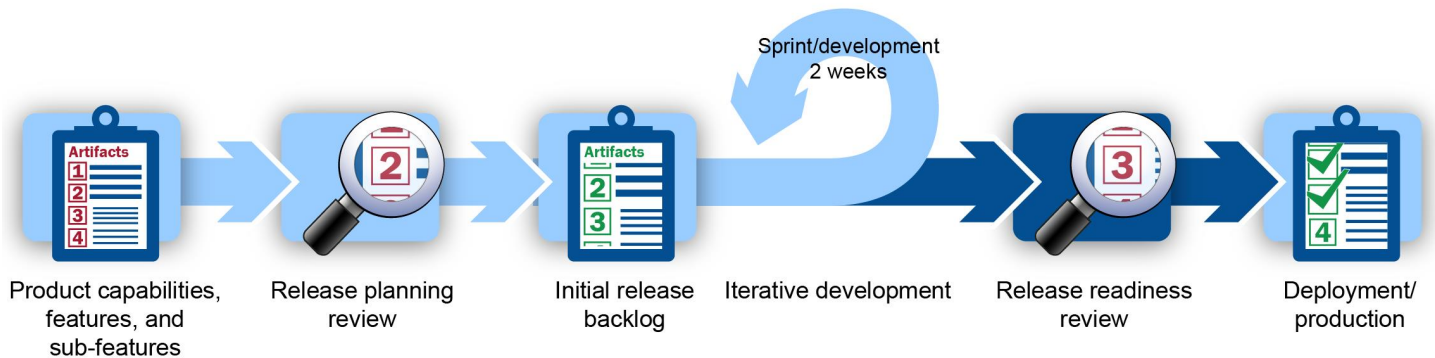 Sprint/development
2 weeks
Artifacts
1
2
3
4
2
Artifacts
2
3
3
4
Product capabilities,
features, and
sub-features
Release planning
review
Initial release
backlog
Iterative development
Release readiness
review
Deployment/
production